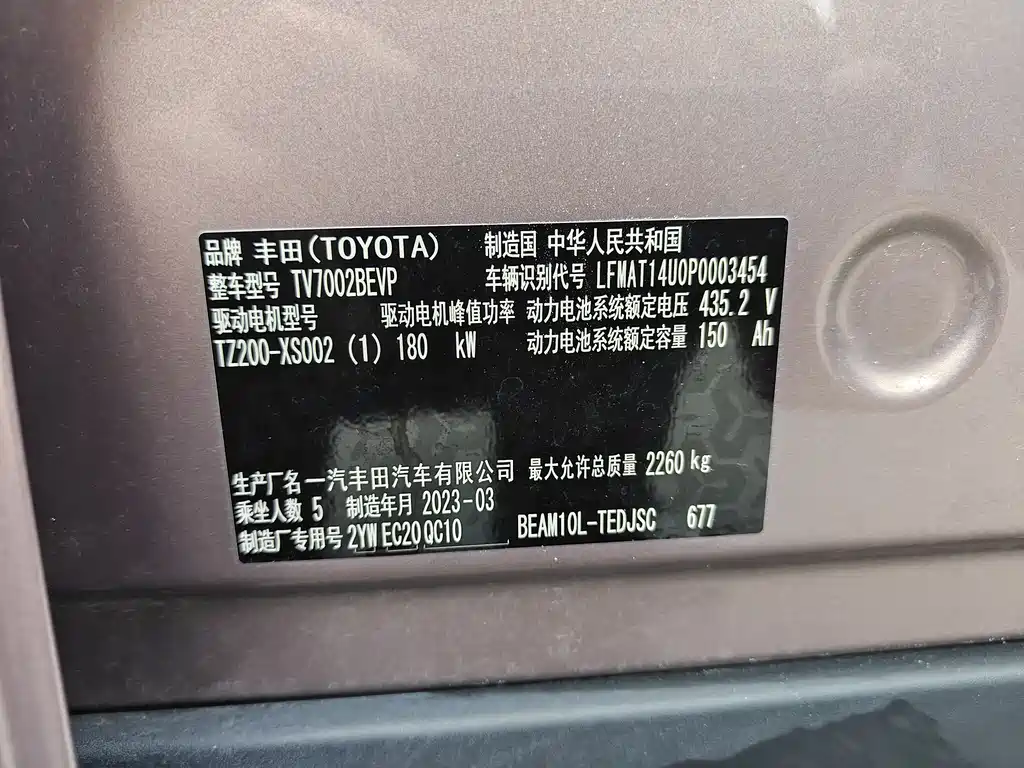 品牌 丰田(TOYOTA) 制造国 中华人民共和国
整车型号 TV7002BEVP 车辆识别代号 LFMAT14U0P0003454
驱动电机型号 驱动电机峰值功率 动力电池系统额定电压 435.2 V
TZ200-XS002 (1) 180 kW 动力电池系统额定容量 150 Ah
生产厂名 一汽丰田汽车有限公司 最大允许总质量 2260 kg
乘坐人数 5 制造年月 2023-03
制造厂专用号 2YW EC20 QC10 BEAM10L-TEDJSC 677